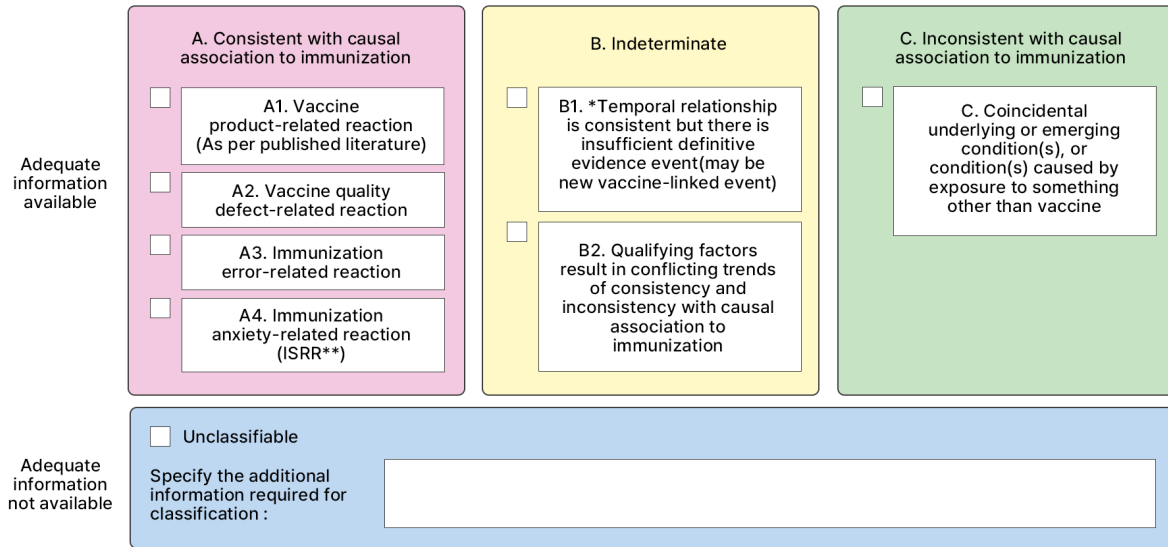 A. Consistent with causal
association to immunization
A1. Vaccine
product-related reaction
(As per published literature)
A2. Vaccine quality
defect-related reaction
A3. Immunization
error-related reaction
A4. Immunization
anxiety-related reaction
(ISRR**)
B. Indeterminate
B1. *Temporal relationship
is consistent but there is
insufficient definitive
evidence event(may be
new vaccine-linked event)
B2. Qualifying factors
result in conflicting trends
of consistency and
inconsistency with causal
association to
immunization
C. Inconsistent with causal
association to immunization
C. Coincidental
underlying or emerging
condition(s), or
condition(s) caused by
exposure to something
other than vaccine
Adequate
information
available
Adequate
information
not available
Unclassifiable
Specify the additional
information required for
classification :